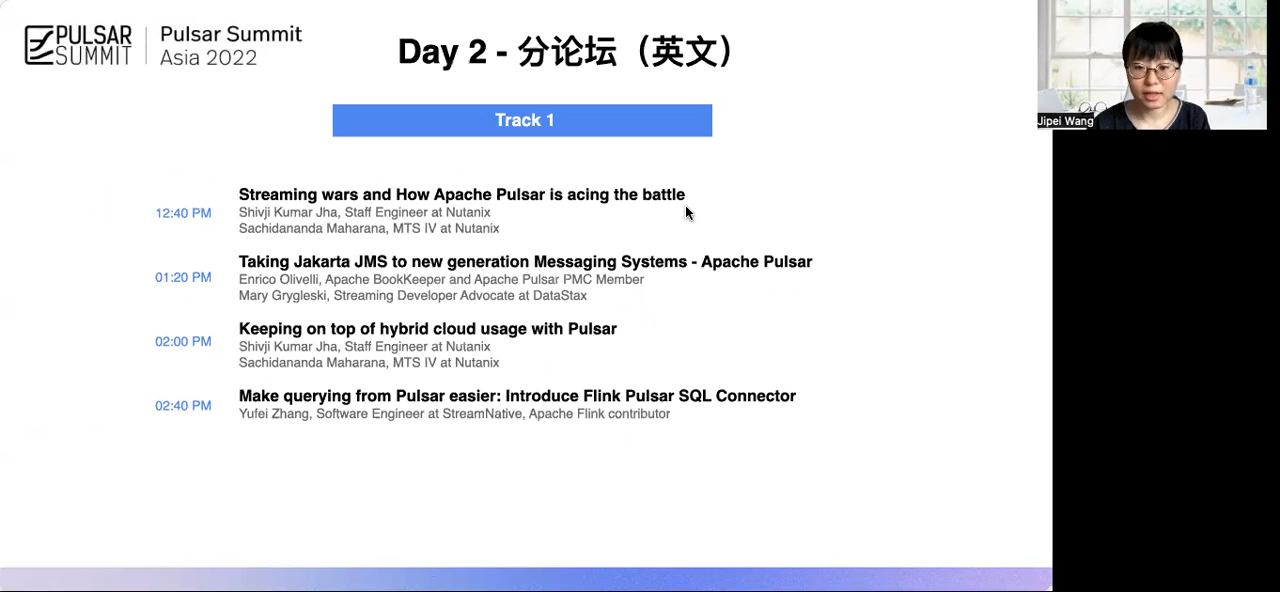 PULSAR
SUMMIT
Pulsar Summit
Asia 2022
Day 2 - 分论坛（英文）
Track 1
12:40 PM
Streaming wars and How Apache Pulsar is acing the battle
Shivji Kumar Jha, Staff Engineer at Nutanix
Sachidananda Maharana, MTS IV at Nutanix
01:20 PM
Taking Jakarta JMS to new generation Messaging Systems - Apache Pulsar
Enrico Olivelli, Apache BookKeeper and Apache Pulsar PMC Member
Mary Grygleski, Streaming Developer Advocate at DataStax
02:00 PM
Keeping on top of hybrid cloud usage with Pulsar
Shivji Kumar Jha, Staff Engineer at Nutanix
Sachidananda Maharana, MTS IV at Nutanix
02:40 PM
Make querying from Pulsar easier: Introduce Flink Pulsar SQL Connector
Yufei Zhang, Software Engineer at StreamNative, Apache Flink contributor
Jipei Wang